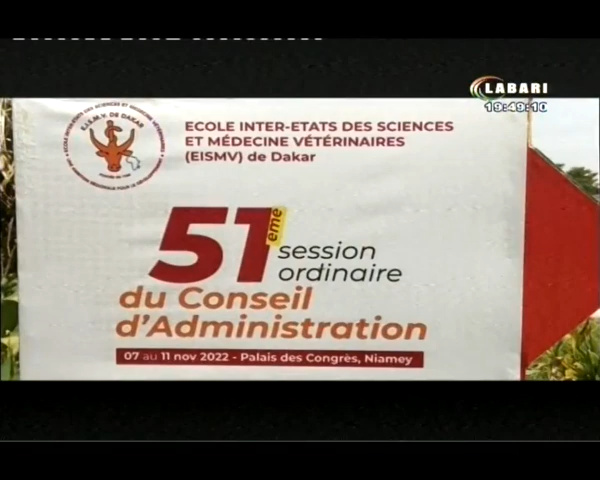 LABARI
19:49:10
E.I.S.M.V. DE DAKAR
ECOLE INTER-ETATS DES SCIENCES
ET MÉDECINE VÉTÉRINAIRES
(EISMV) de Dakar
51ème
session
ordinaire
du Conseil
d'Administration
07 au 11 nov 2022 - Palais des Congrès, Niamey